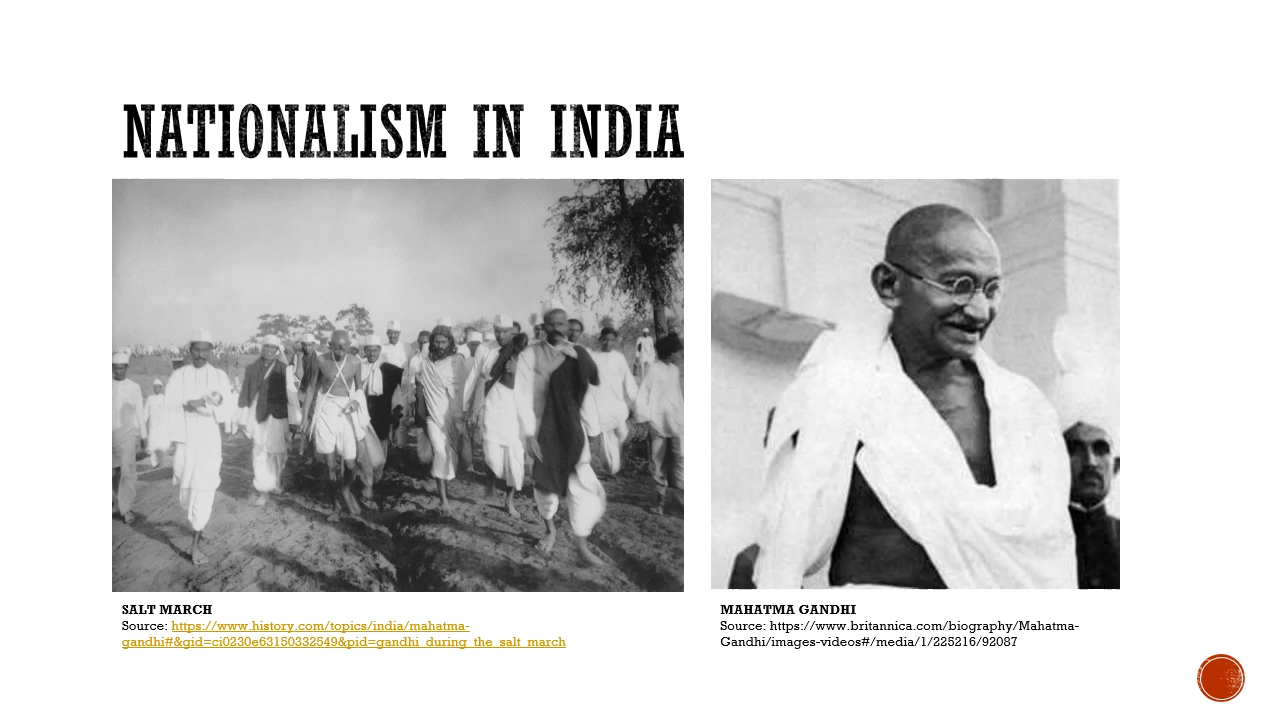 NATIONALISM IN INDIA
SALT MARCH
Source: https://www.history.com/topics/india/mahatma-
gandhi#&gid=ci0230e63150332549&pid=gandhi_during_the_salt_march
MAHATMA GANDHI
Source: https://www.britannica.com/biography/Mahatma-
Gandhi/images-videos#/media/1/225216/92087